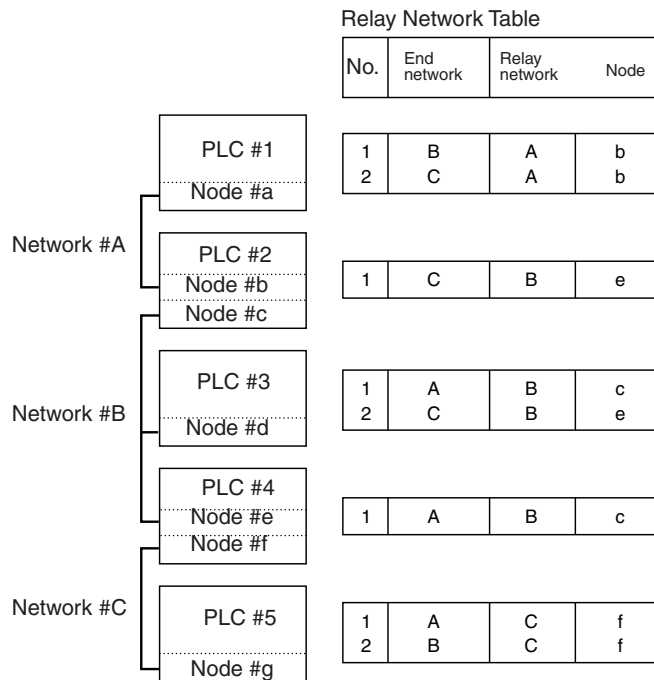 Relay Network Table
No. End network Relay network Node
PLC #1
Node #a
1 B A b
2 C A b
Network #A
PLC #2
Node #b
Node #c
1 C B e
PLC #3
Node #d
1 A B c
2 C B e
Network #B
PLC #4
Node #e
Node #f
1 A B c
Network #C
PLC #5
Node #g
1 A C f
2 B C f